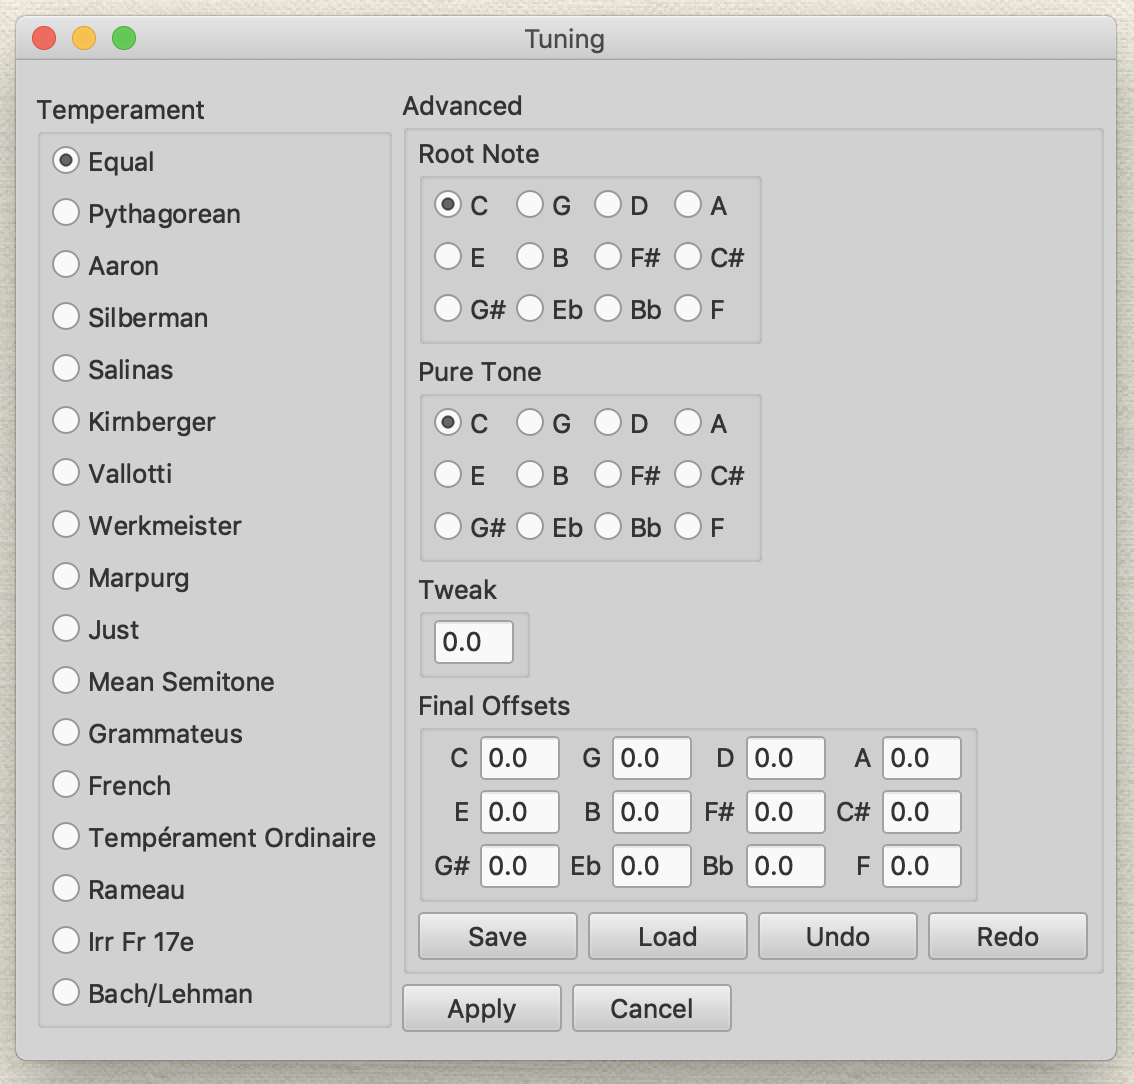 Tuning
Temperament
Equal
Pythagorean
Aaron
Silberman
Salinas
Kirnberger
Vallotti
Werkmeister
Marpurg
Just
Mean Semitone
Grammateus
French
Tempérament Ordinaire
Rameau
Irr Fr 17e
Bach/Lehman
Advanced
Root Note
C G D A
E B F# C#
G# Eb Bb F
Pure Tone
C G D A
E B F# C#
G# Eb Bb F
Tweak
0.0
Final Offsets
C 0.0 G 0.0 D 0.0 A 0.0
E 0.0 B 0.0 F# 0.0 C# 0.0
G# 0.0 Eb 0.0 Bb 0.0 F 0.0
Save Load Undo Redo
Apply Cancel